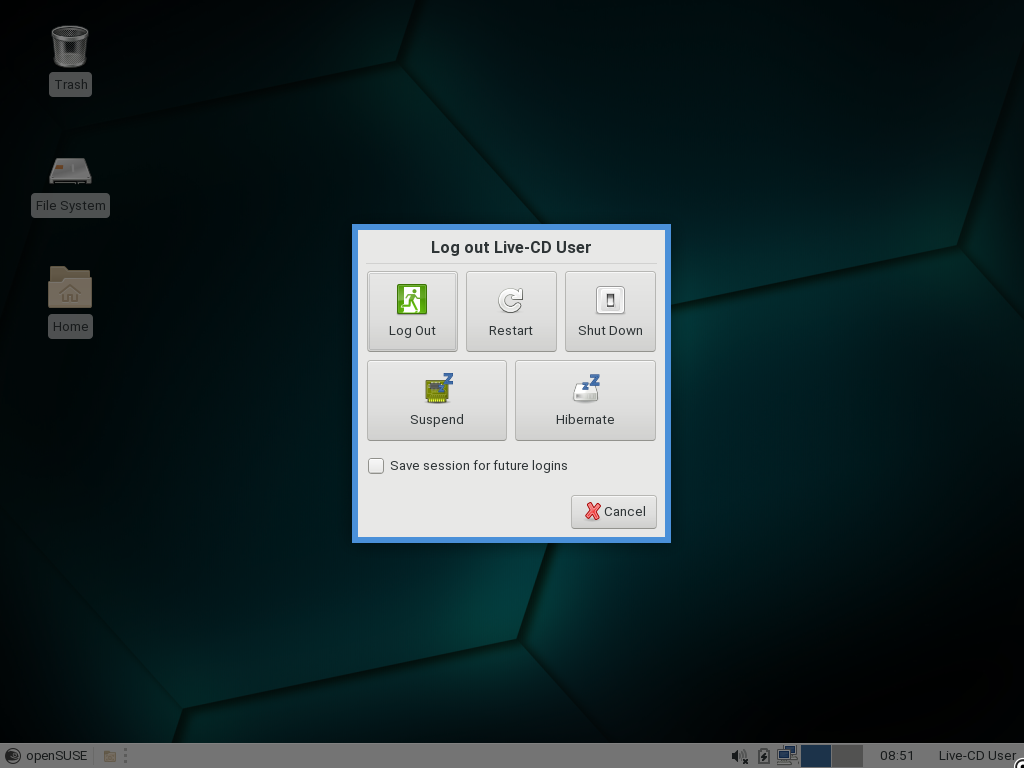 Trash
File System
Home
Log out Live-CD User
Log Out
Restart
Shut Down
Suspend
Hibernate
Save session for future logins
Cancel
openSUSE
08:51
Live-CD User